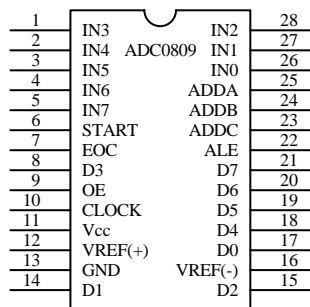 1 IN3 IN2 28
2 IN4 ADC0809 IN1 27
3 IN5 IN0 26
4 IN6 ADDA 25
5 IN7 ADDB 24
6 START ADDC 23
7 EOC ALE 22
8 D3 D7 21
9 OE D6 20
10 CLOCK D5 19
11 Vcc D4 18
12 VREF(+) D0 17
13 GND VREF(-) 16
14 D1 D2 15